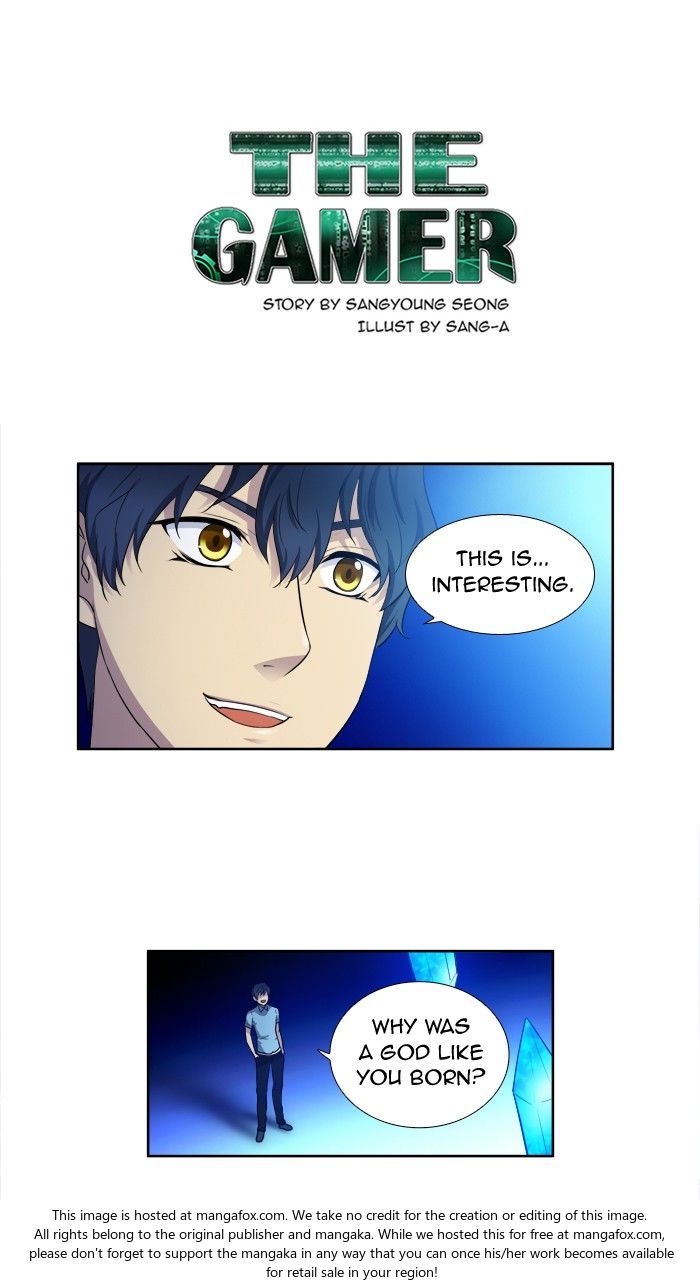 THE
GAMER
STORY BY SANGYOUNG SEONG
ILLUST BY SANG-A
THIS IS...
INTERESTING.
WHY WAS
A GOD LIKE
YOU BORN?
This image is hosted at mangafox.com. We take no credit for the creation or editing of this image.
All rights belong to the original publisher and mangaka. While we hosted this for free at mangafox.com,
please don't forget to support the mangaka in any way that you can once his/her work becomes available
for retail sale in your region!